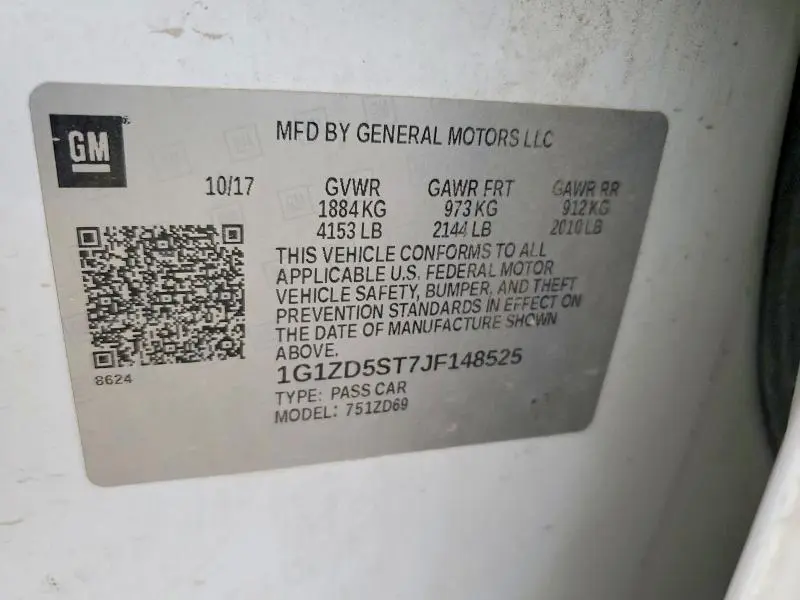 GM
MFD BY GENERAL MOTORS LLC
10/17 GVWR GAWR FRT GAWR RR
1884 KG 973 KG 912 KG
4153 LB 2144 LB 2010 LB
THIS VEHICLE CONFORMS TO ALL
APPLICABLE U.S. FEDERAL MOTOR
VEHICLE SAFETY, BUMPER, AND THEFT
PREVENTION STANDARDS IN EFFECT ON
THE DATE OF MANUFACTURE SHOWN
ABOVE.
8624
1G1ZD5ST7JF148525
TYPE: PASS CAR
MODEL: 751ZD69